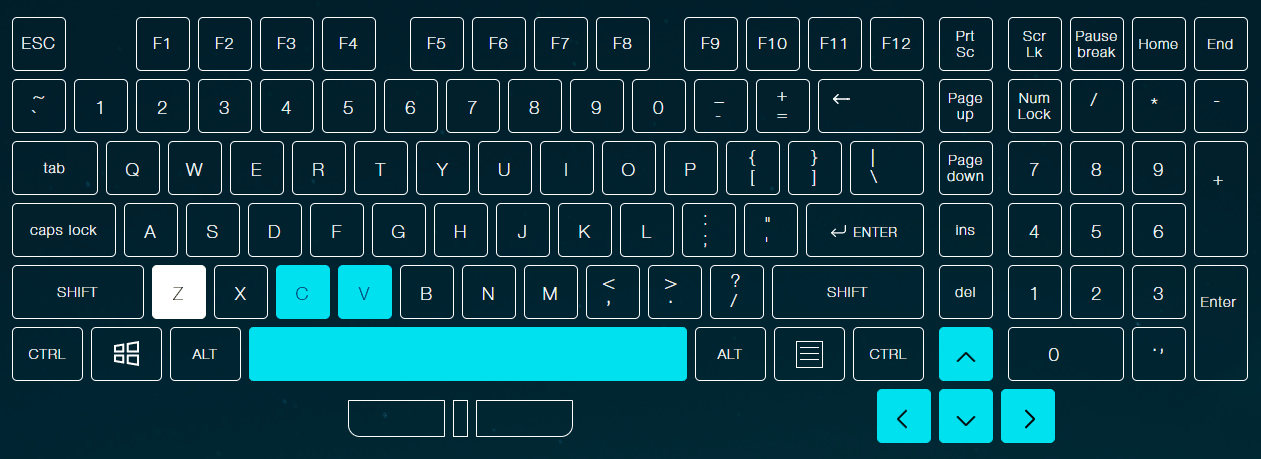 ESC F1 F2 F3 F4 F5 F6 F7 F8 F9 F10 F11 F12 Prt Sc Scr Lk Pause break Home End
~ ` 1 2 3 4 5 6 7 8 9 0 _ - + = ← Page up Num Lock / * -
tab Q W E R T Y U I O P { [ } ] | \ Page down 7 8 9 +
caps lock A S D F G H J K L : ; " ' ENTER ins 4 5 6
SHIFT Z X C V B N M < , > . ? / SHIFT del 1 2 3 Enter
CTRL ALT ALT CTRL 0 . ,